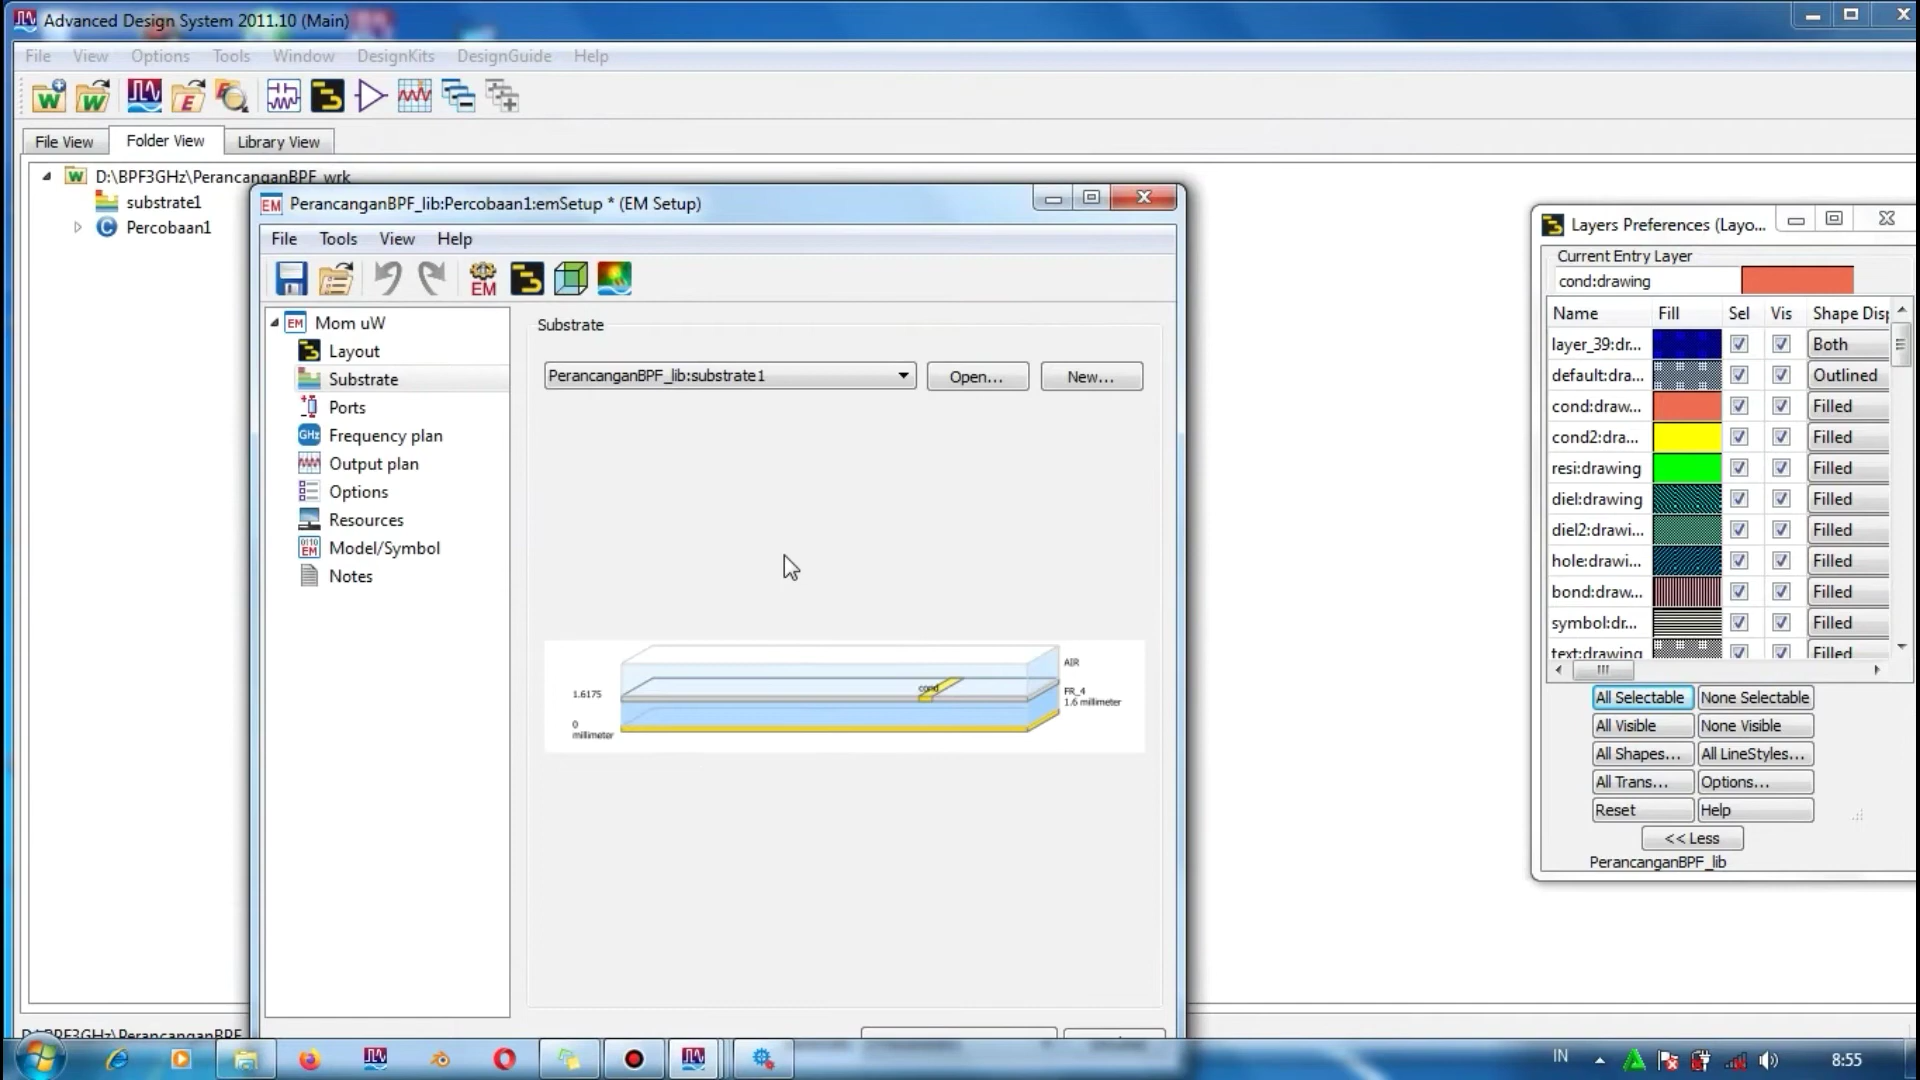 Advanced Design System 2011.10 (Main)
File View Options Tools Window DesignKits DesignGuide Help
File View Folder View Library View
D:\BPF3GHz\PerancanganBPF_wrk
substrate1
Percobaan1
PerancanganBPF_lib:Percobaan1:emSetup * (EM Setup)
File Tools View Help
EM
Mom uW
Layout
Substrate
Ports
Frequency plan
Output plan
Options
Resources
Model/Symbol
Notes
Substrate
PerancanganBPF_lib:substrate1 Open... New...
AIR
cond
1.6175
FR_4
1.6 millimeter
0
millimeter
Layers Preferences (Layo...
Current Entry Layer
cond:drawing
Name Fill Sel Vis Shape Disp
layer_39:dr... Both
default:dra... Outlined
cond:draw... Filled
cond2:dra... Filled
resi:drawing Filled
diel:drawing Filled
diel2:drawi... Filled
hole:drawi... Filled
bond:draw... Filled
symbol:dr... Filled
text:drawing Filled
All Selectable None Selectable
All Visible None Visible
All Shapes... All LineStyles...
All Trans... Options...
Reset Help
<< Less
PerancanganBPF_lib
D:\BPF3GHz\PerancanganBPF
IN 8:55